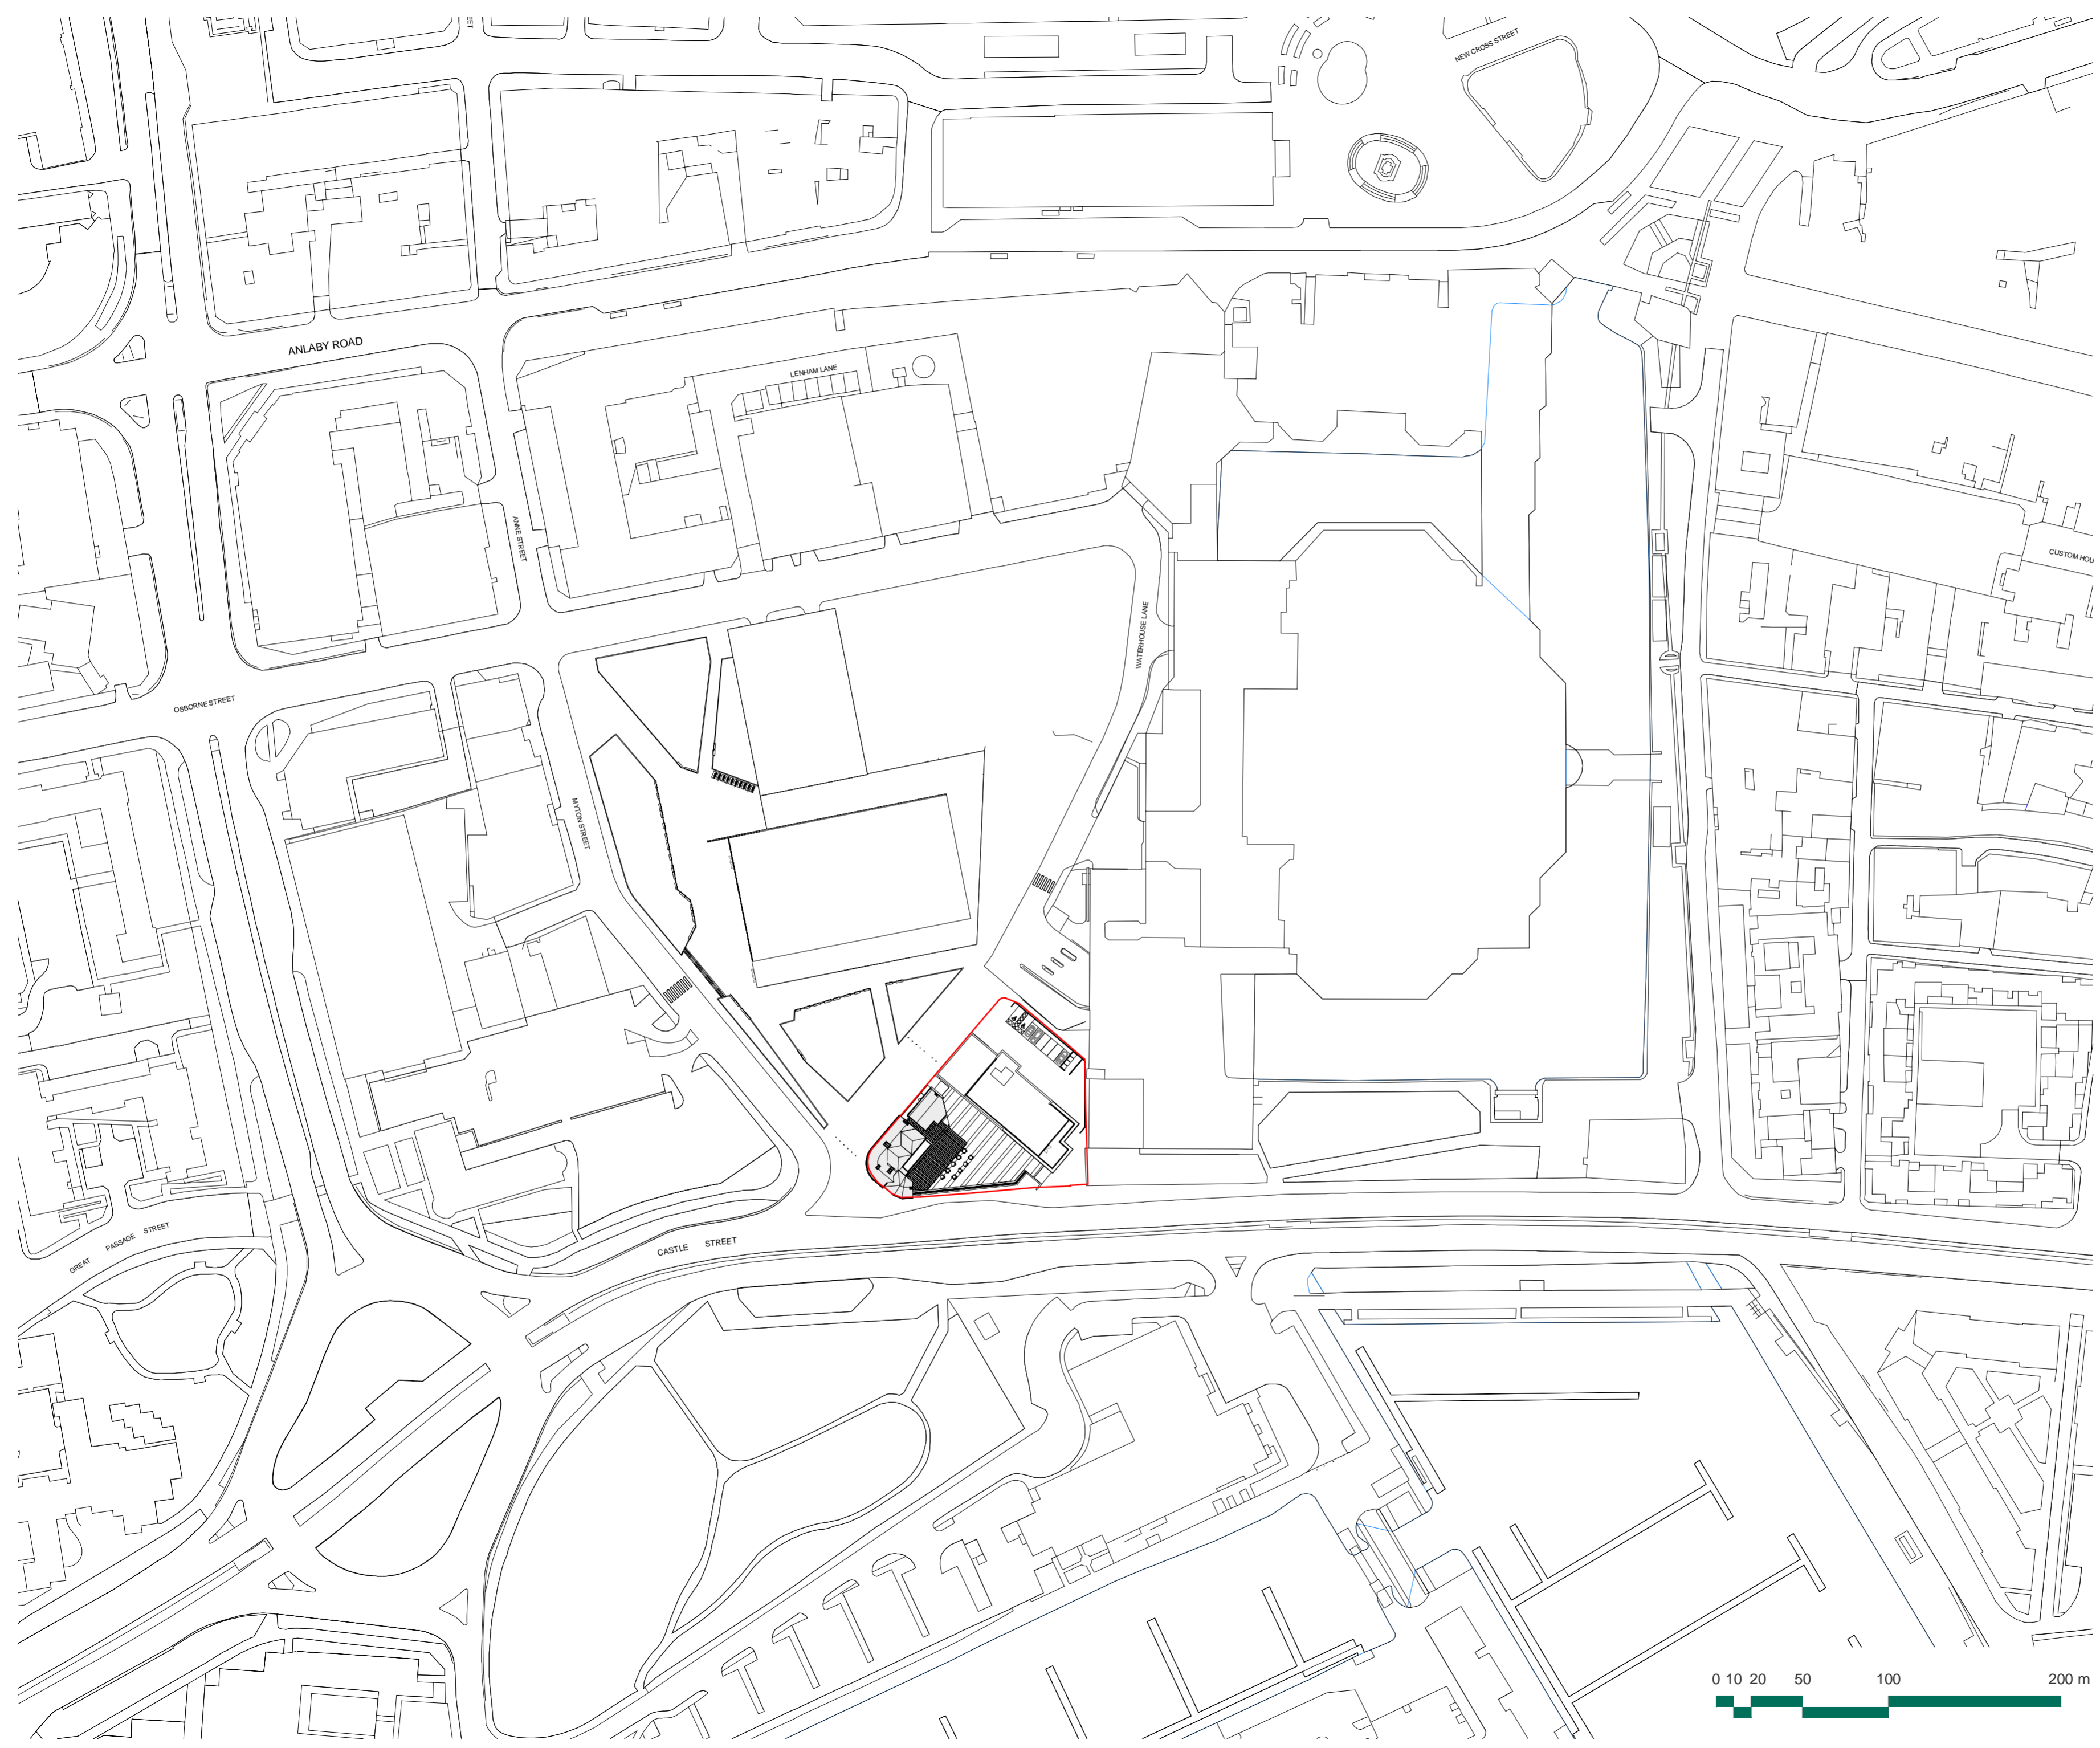 EET
NEW CROSS STREET
ANLABY ROAD
LENHAM LANE
ANNE STREET
CUSTOM HOU
WATERHOUSE LANE
OSBORNE STREET
MYTON STREET
GREAT PASSAGE STREET
CASTLE STREET
0 10 20 50 100 200 m